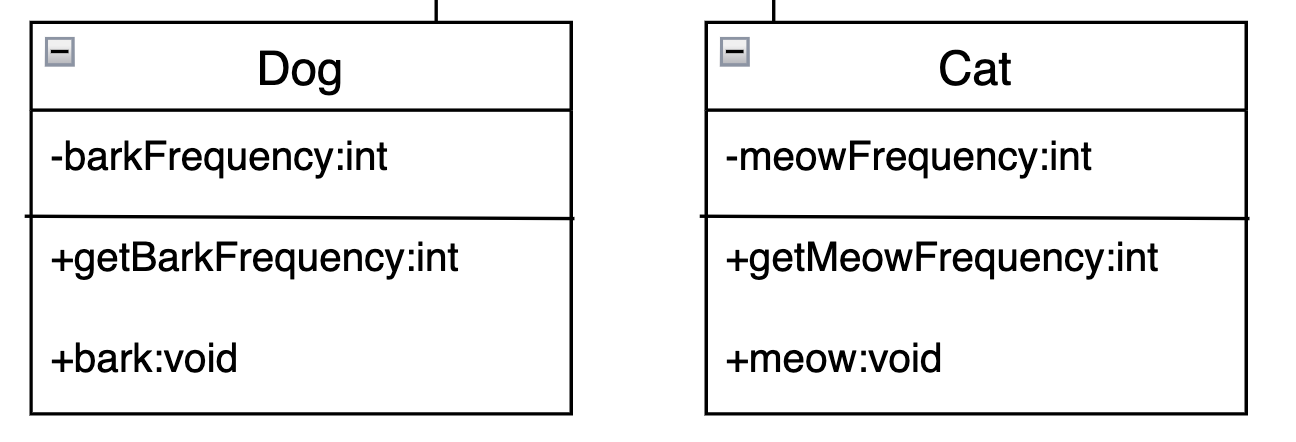 Dog
-barkFrequency:int
+getBarkFrequency:int
+bark:void
Cat
-meowFrequency:int
+getMeowFrequency:int
+meow:void